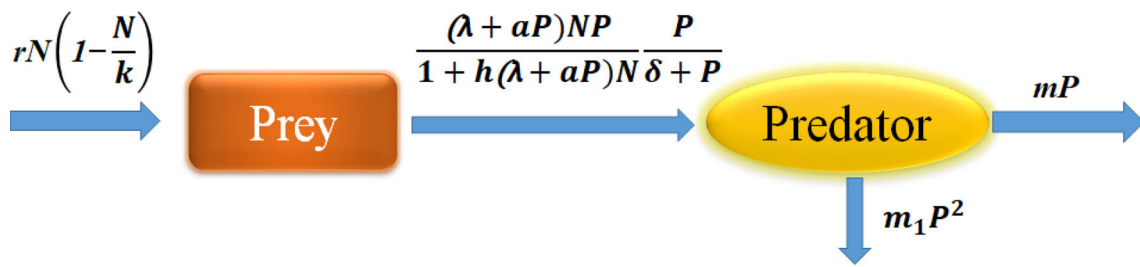 rN(1−N/k)
(λ + aP)NP/1 + h(λ + aP)N P/δ + P
Prey
Predator
mP
m₁P²